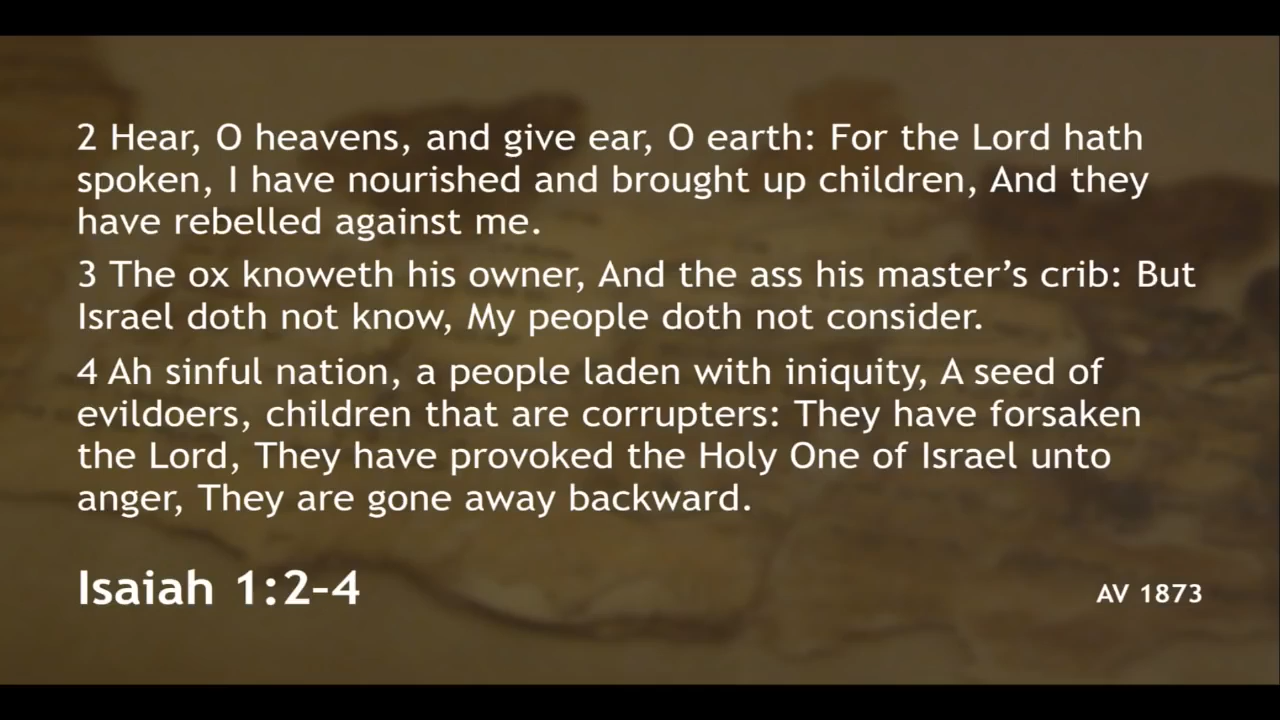 2 Hear, O heavens, and give ear, O earth: For the Lord hath
spoken, I have nourished and brought up children, And they
have rebelled against me.
3 The ox knoweth his owner, And the ass his master’s crib: But
Israel doth not know, My people doth not consider.
4 Ah sinful nation, a people laden with iniquity, A seed of
evildoers, children that are corrupters: They have forsaken
the Lord, They have provoked the Holy One of Israel unto
anger, They are gone away backward.
Isaiah 1:2–4
AV 1873